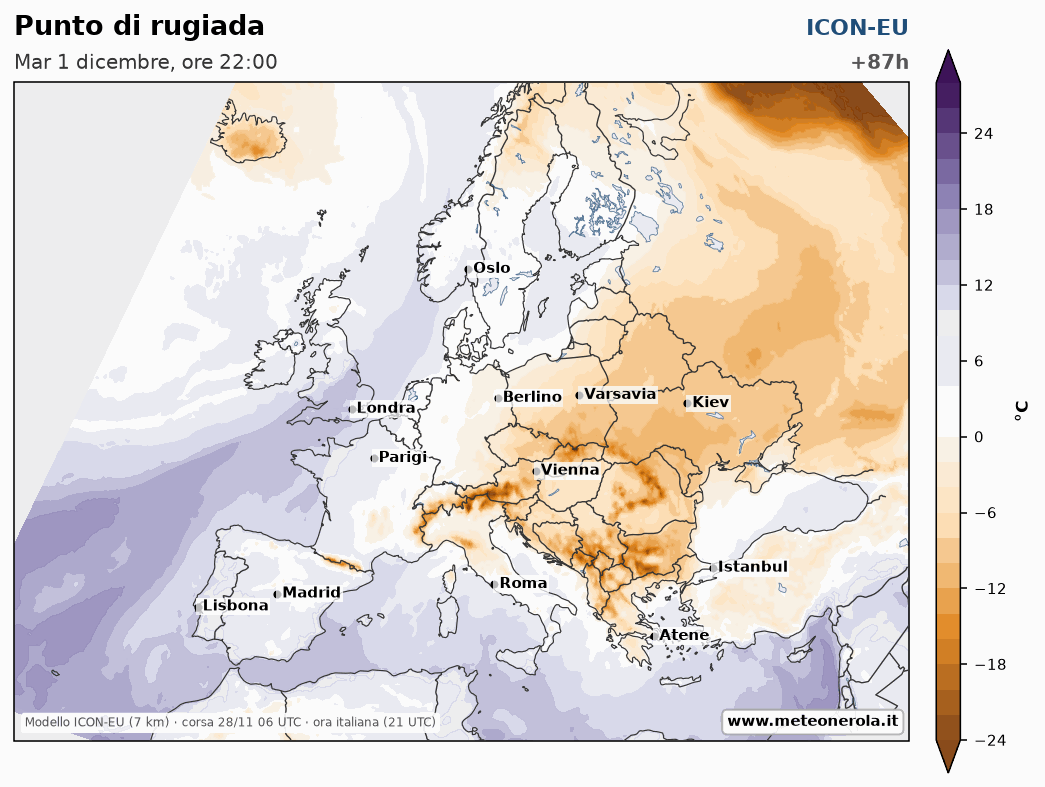 Punto di rugiada
ICON-EU
Mar 1 dicembre, ore 22:00
+87h
24
18
12
6
0
−6
−12
−18
−24
°C
Oslo
Berlino
Varsavia
Kiev
Londra
Parigi
Vienna
Istanbul
Roma
Madrid
Lisbona
Atene
Modello ICON-EU (7 km) · corsa 28/11 06 UTC · ora italiana (21 UTC)
www.meteonerola.it